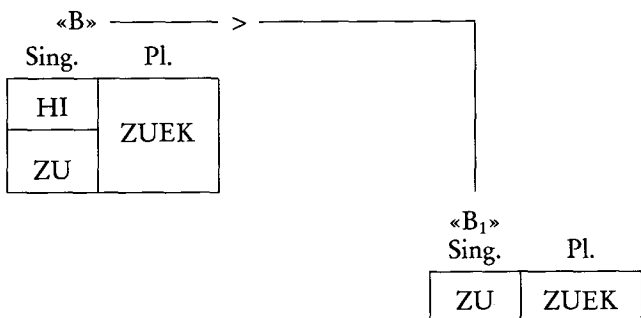 «B» >
Sing. Pl.
HI
ZUEK
ZU
«B₁»
Sing. Pl.
ZU ZUEK